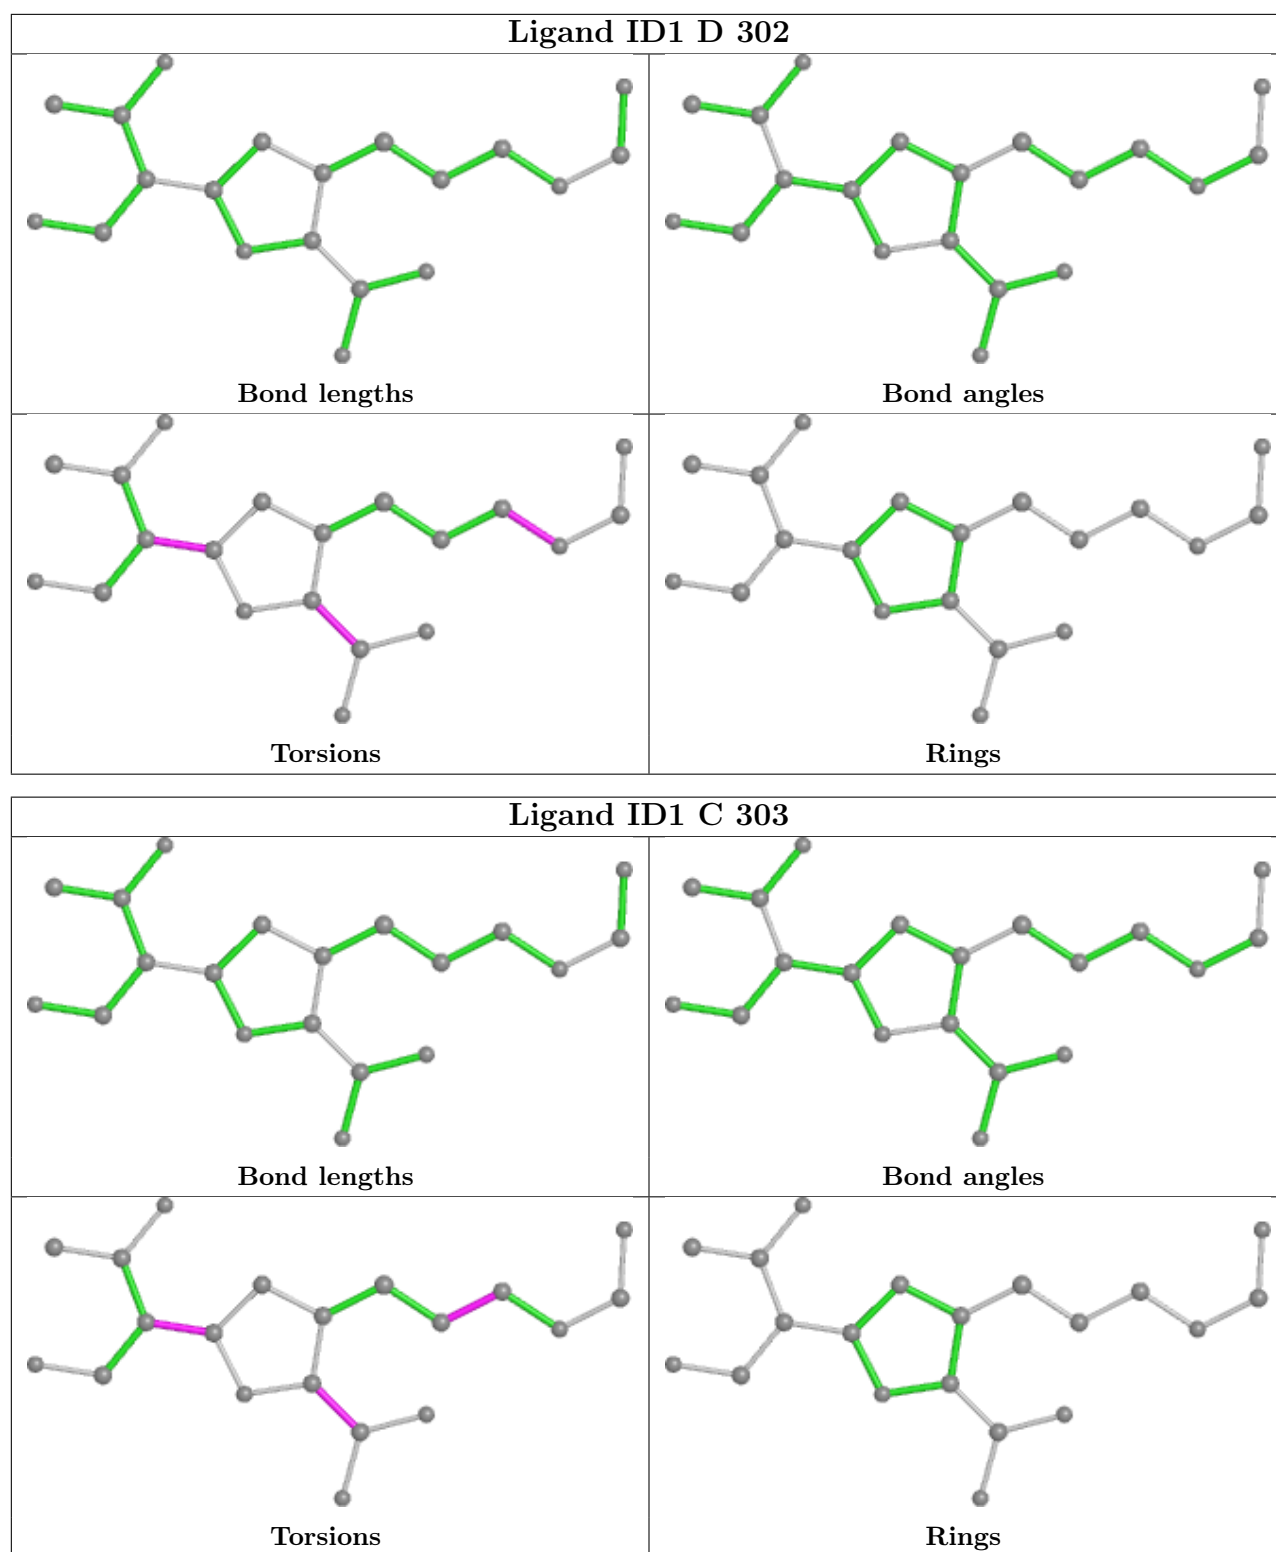 Ligand ID1 D 302
Bond lengths
Bond angles
Torsions
Rings
Ligand ID1 C 303
Bond lengths
Bond angles
Torsions
Rings